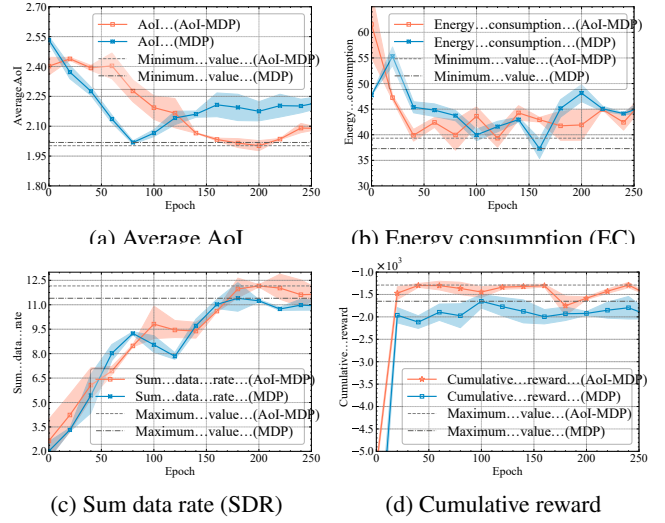 2.70
2.55
2.40
2.25
2.10
1.95
1.80
Average AoI
AoI…(AoI-MDP)
AoI…(MDP)
Minimum…value…(AoI-MDP)
Minimum…value…(MDP)
0 50 100 150 200 250
Epoch
(a) Average AoI
60
55
50
45
40
35
30
Energy…consumption
Energy…consumption…(AoI-MDP)
Energy…consumption…(MDP)
Minimum…value…(AoI-MDP)
Minimum…value…(MDP)
0 50 100 150 200 250
Epoch
(b) Energy consumption (EC)
12.5
11.0
9.5
8.0
6.5
5.0
3.5
2.0
Sum…data…rate
Sum…data…rate…(AoI-MDP)
Sum…data…rate…(MDP)
Maximum…value…(AoI-MDP)
Maximum…value…(MDP)
0 50 100 150 200 250
Epoch
(c) Sum data rate (SDR)
×10³
−1.0
−1.5
−2.0
−2.5
−3.0
−3.5
−4.0
−4.5
−5.0
Cumulative…reward
Cumulative…reward…(AoI-MDP)
Cumulative…reward…(MDP)
Maximum…value…(AoI-MDP)
Maximum…value…(MDP)
0 50 100 150 200 250
Epoch
(d) Cumulative reward